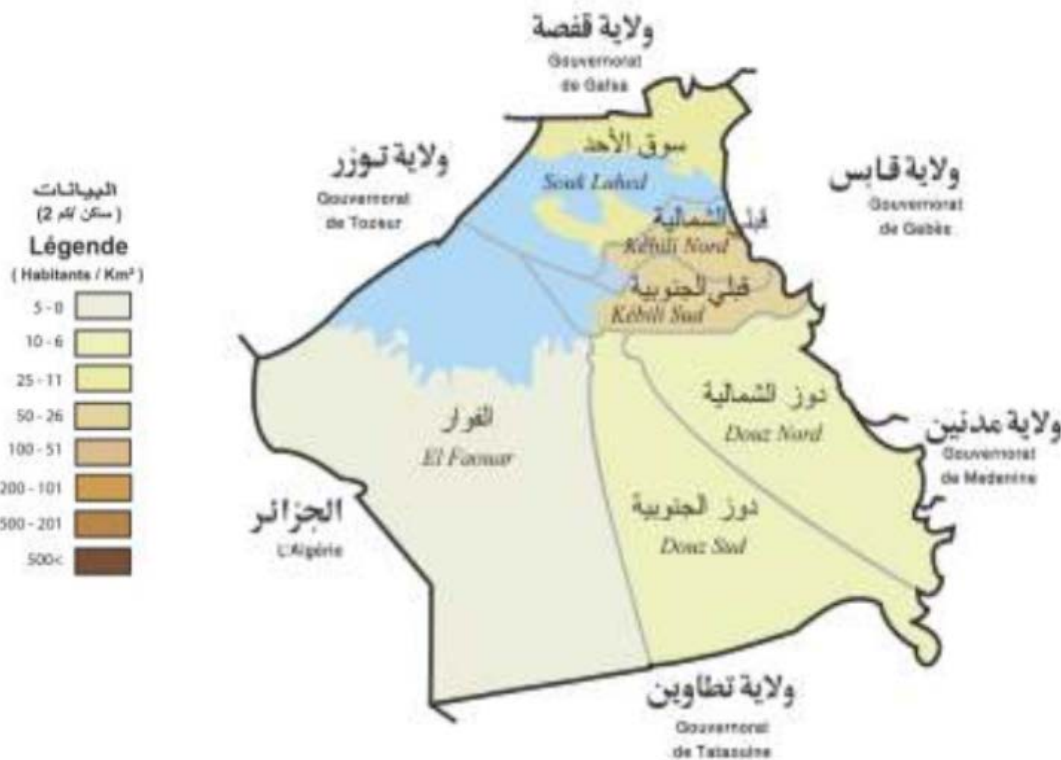 ولاية قفصة
Gouvernorat
de Gafsa
ولاية توزر
Gouvernorat
de Tozeur
ولاية قابس
Gouvernorat
de Gabès
سوق الأحد
Souk Lahed
قبلي الشمالية
Kébili Nord
قبلي الجنوبية
Kébili Sud
البيانات
(ساكن /كم 2)
Légende
( Habitants / Km² )
5 - 0
10 - 6
25 - 11
50 - 26
100 - 51
200 - 101
500 - 201
500<
دوز الشمالية
Douz Nord
الفوار
El Faouar
ولاية مدنين
Gouvernorat
de Medenine
دوز الجنوبية
Douz Sud
الجزائر
L'Algérie
ولاية تطاوين
Gouvernorat
de Tataouine